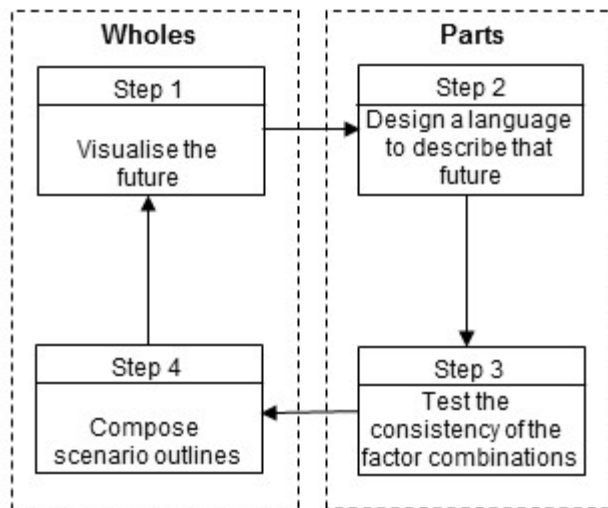 Wholes
Parts
Step 1
Visualise the
future
Step 2
Design a language
to describe that
future
Step 3
Test the
consistency of the
factor combinations
Step 4
Compose
scenario outlines